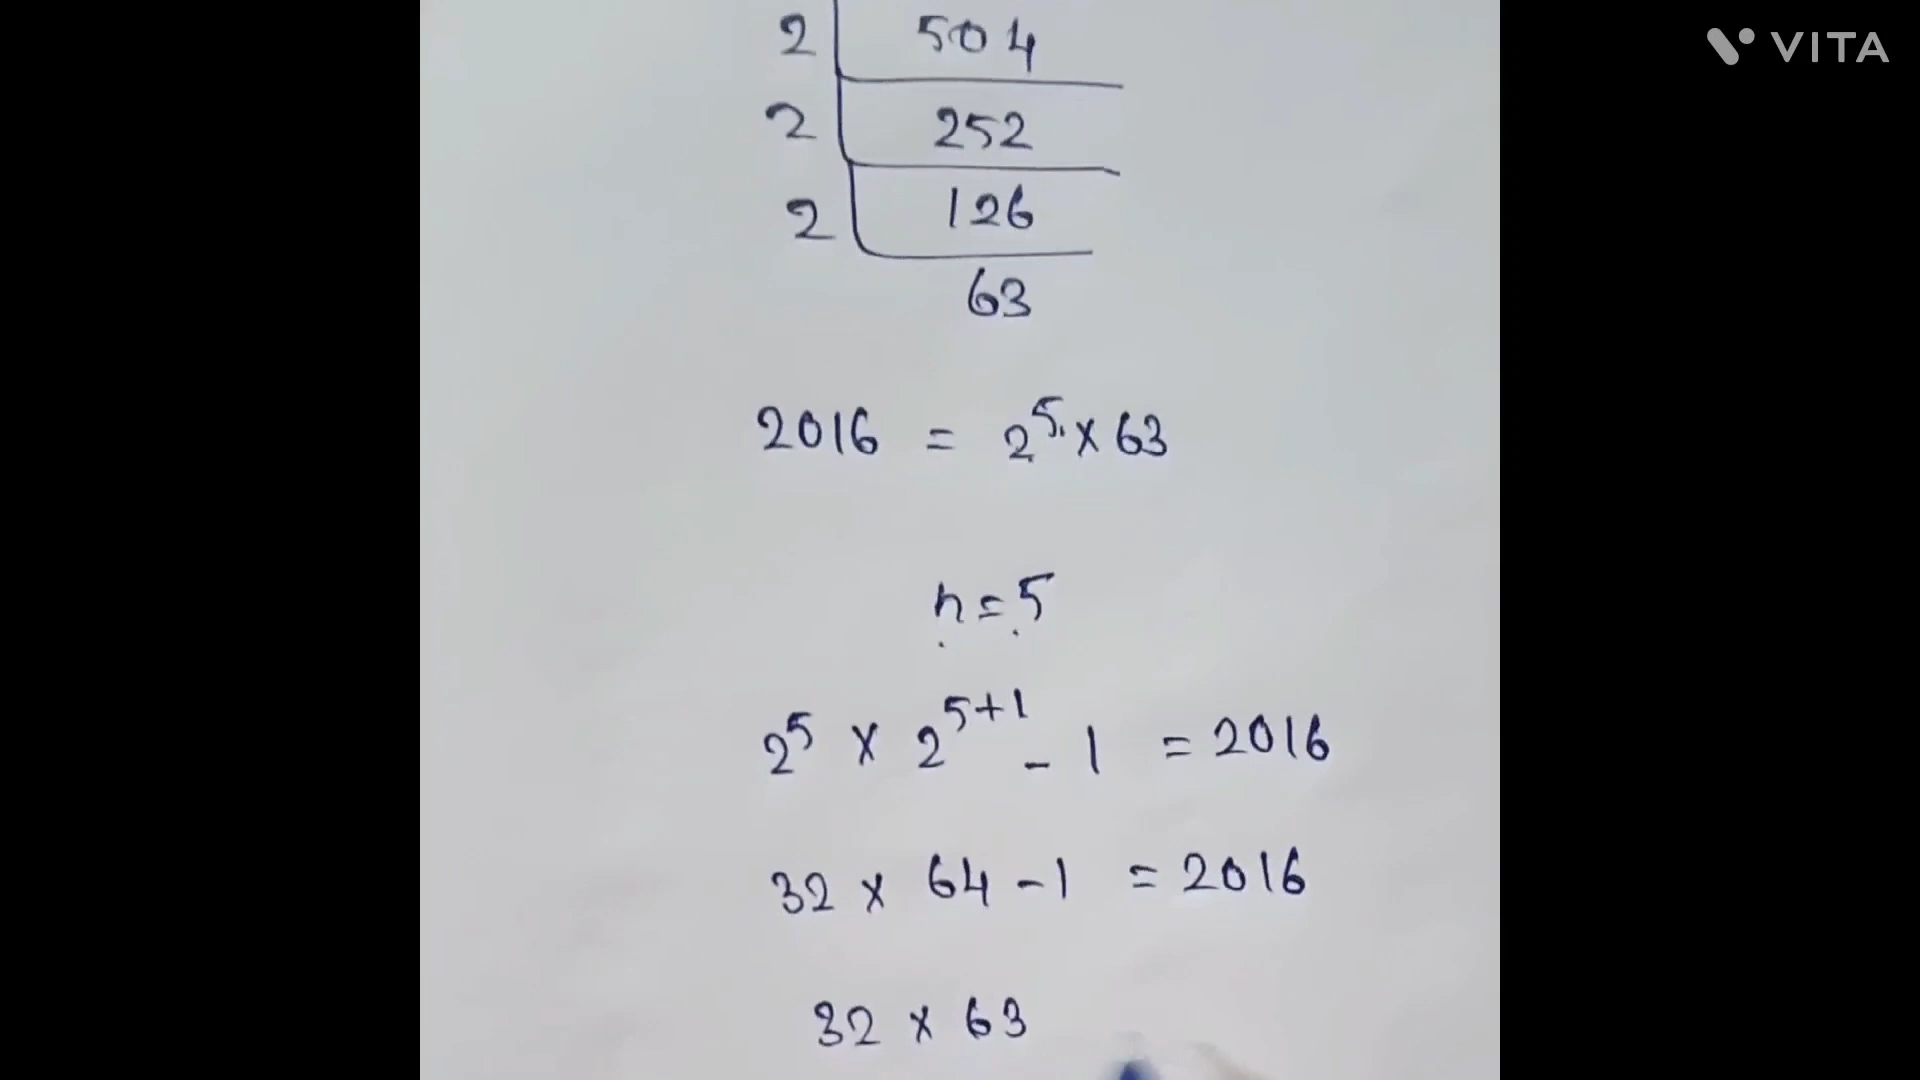 VITA
2 504
2 252
2 126
63
2016 = 2⁵ × 63
n = 5
2⁵ × 2⁵⁺¹ - 1 = 2016
32 × 64 - 1 = 2016
32 × 63